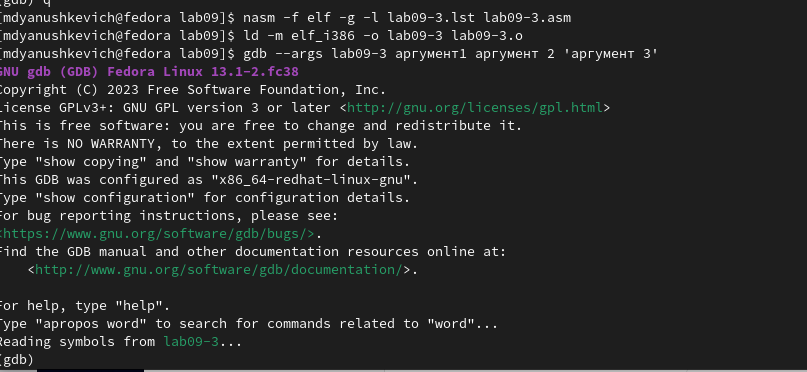 (gdb) q
[mdyanushkevich@fedora lab09]$ nasm -f elf -g -l lab09-3.lst lab09-3.asm
[mdyanushkevich@fedora lab09]$ ld -m elf_i386 -o lab09-3 lab09-3.o
[mdyanushkevich@fedora lab09]$ gdb --args lab09-3 аргумент1 аргумент 2 'аргумент 3'
GNU gdb (GDB) Fedora Linux 13.1-2.fc38
Copyright (C) 2023 Free Software Foundation, Inc.
License GPLv3+: GNU GPL version 3 or later <http://gnu.org/licenses/gpl.html>
This is free software: you are free to change and redistribute it.
There is NO WARRANTY, to the extent permitted by law.
Type "show copying" and "show warranty" for details.
This GDB was configured as "x86_64-redhat-linux-gnu".
Type "show configuration" for configuration details.
For bug reporting instructions, please see:
<https://www.gnu.org/software/gdb/bugs/>.
Find the GDB manual and other documentation resources online at:
    <http://www.gnu.org/software/gdb/documentation/>.

For help, type "help".
Type "apropos word" to search for commands related to "word"...
Reading symbols from lab09-3...
(gdb)